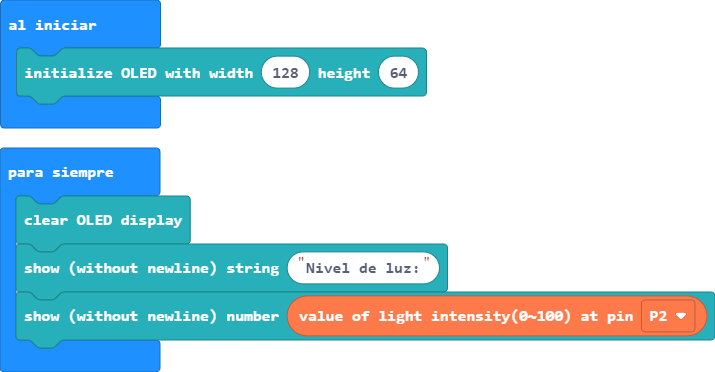 al iniciar
initialize OLED with width 128 height 64
para siempre
clear OLED display
show (without newline) string "Nivel de luz:"
show (without newline) number value of light intensity(0~100) at pin P2